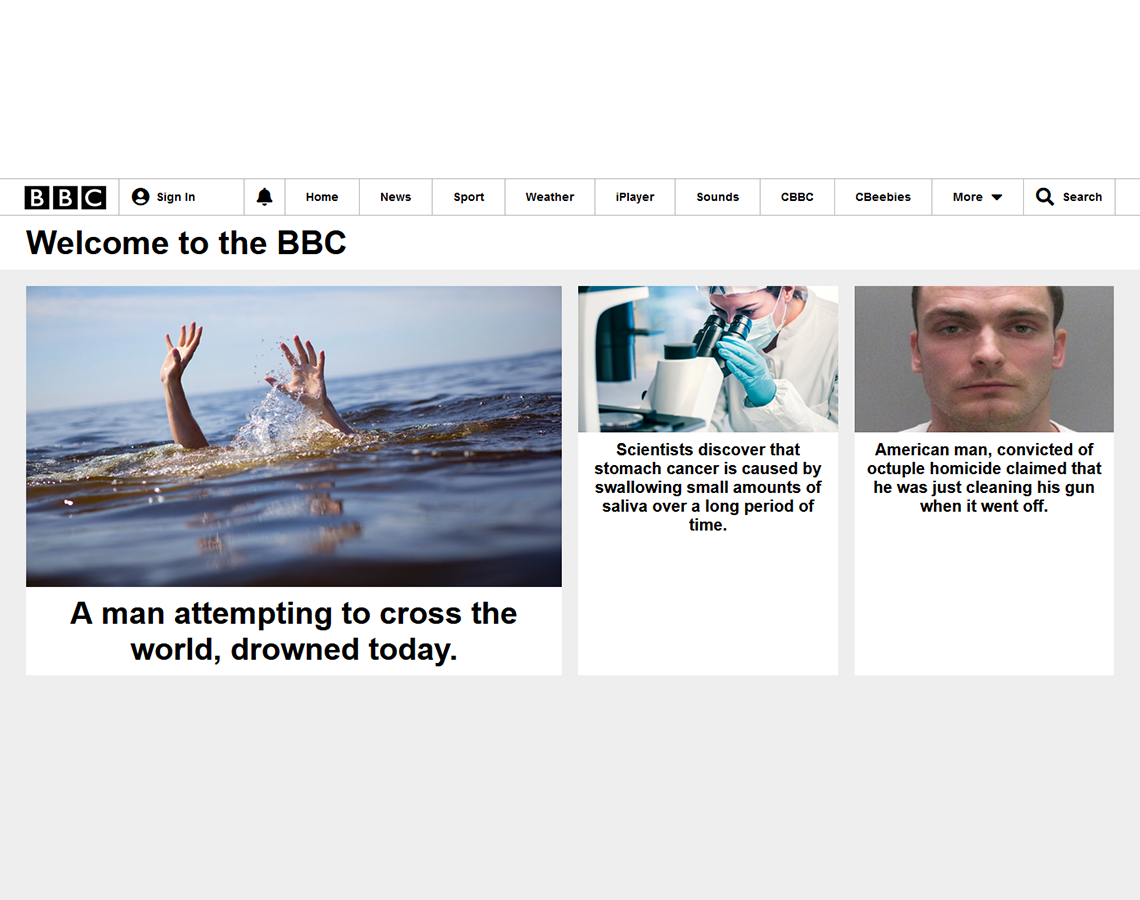 BBC Sign In Home News Sport Weather iPlayer Sounds CBBC CBeebies More Search
Welcome to the BBC
A man attempting to cross the
world, drowned today.
Scientists discover that
stomach cancer is caused by
swallowing small amounts of
saliva over a long period of
time.
American man, convicted of
octuple homicide claimed that
he was just cleaning his gun
when it went off.